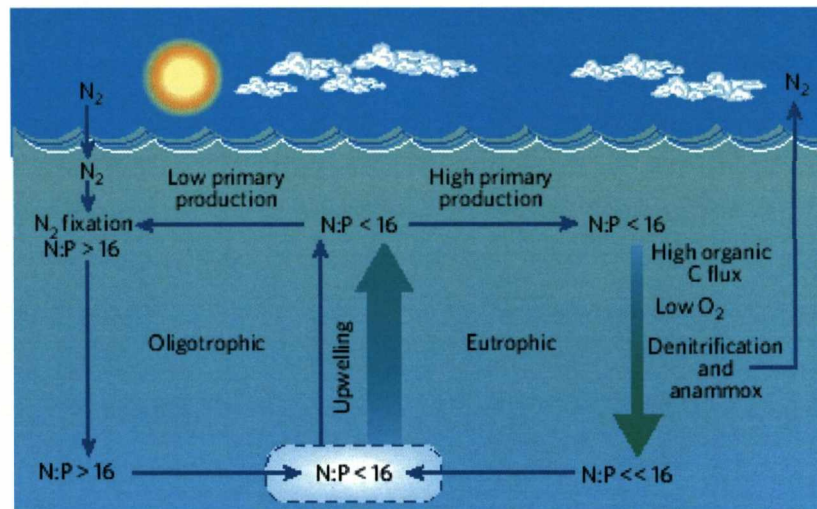 N₂
N₂
N₂
Low primary
production
High primary
production
N₂ fixation
N:P > 16
N:P < 16
N:P < 16
High organic
C flux
Low O₂
Oligotrophic
Upwelling
Eutrophic
Denitrification
and
anammox
N:P > 16
N:P < 16
N:P << 16